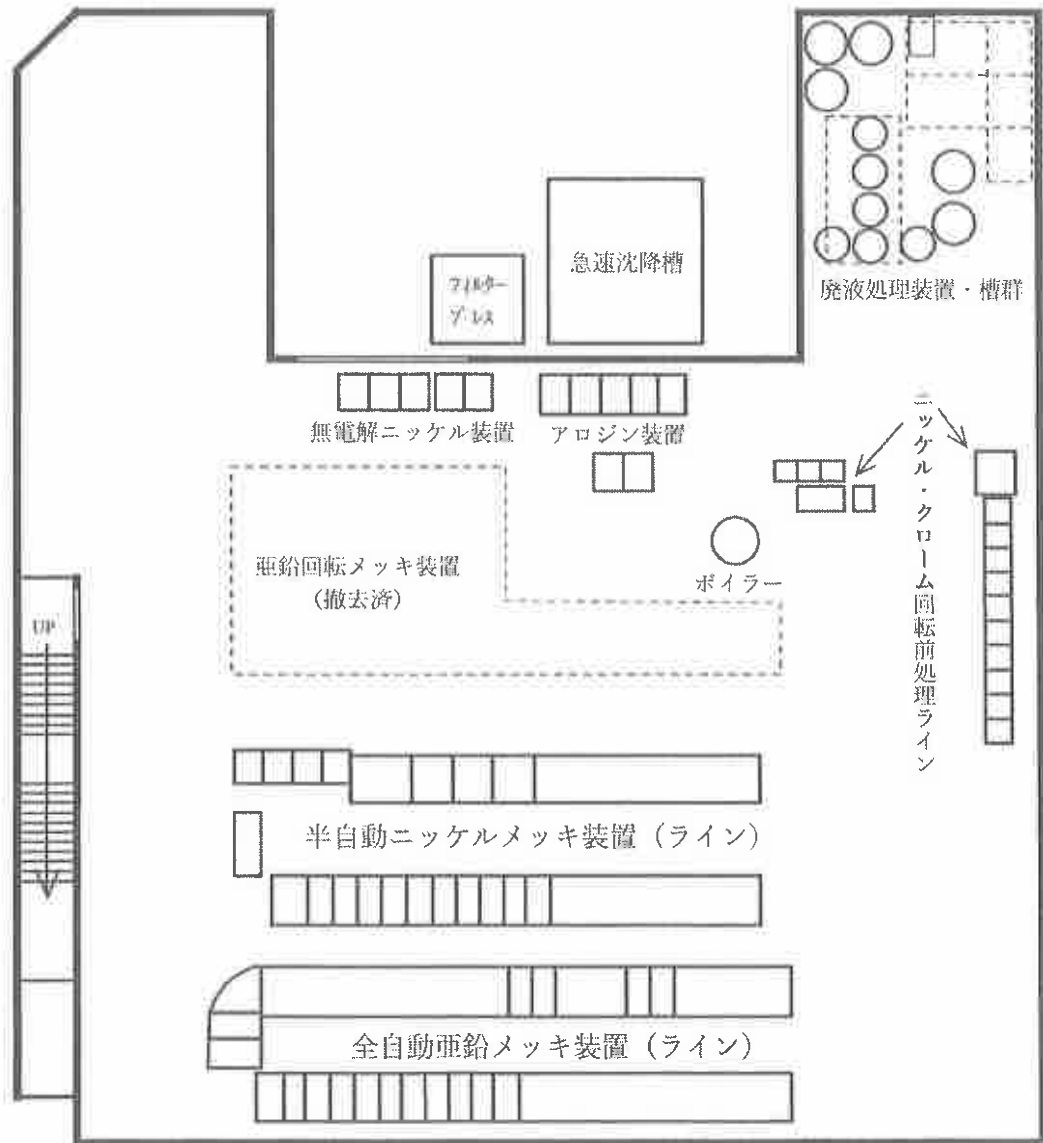 急速沈降槽
フィルター
プレス
廃液処理装置・槽群
無電解ニッケル装置
アロジン装置
ニッケル・クローム回転前処理ライン
亜鉛回転メッキ装置
(撤去済)
ボイラー
UP
半自動ニッケルメッキ装置（ライン）
全自動亜鉛メッキ装置（ライン）